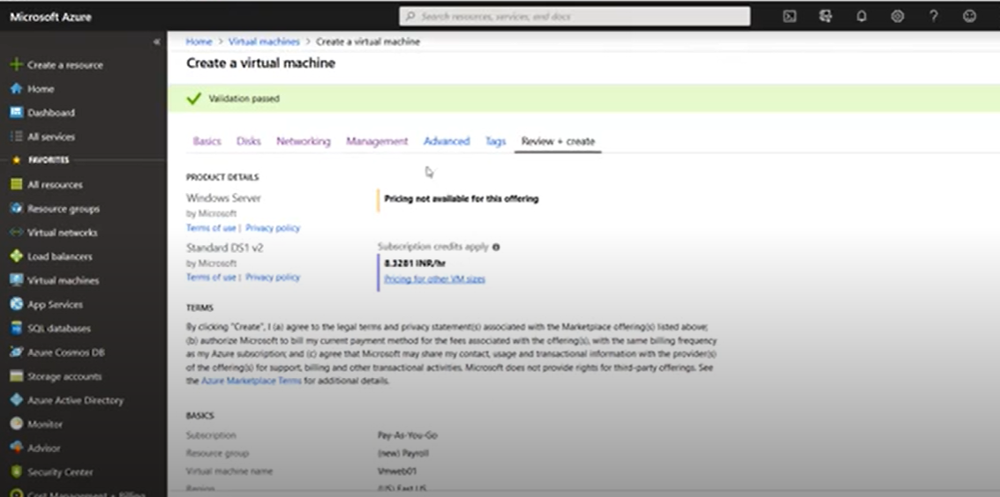 Microsoft Azure
Search resources, services, and docs
«
Home > Virtual machines > Create a virtual machine
Create a virtual machine
Validation passed
Basics Disks Networking Management Advanced Tags Review + create
Create a resource
Home
Dashboard
All services
FAVORITES
All resources
Resource groups
Virtual networks
Load balancers
Virtual machines
App Services
SQL databases
Azure Cosmos DB
Storage accounts
Azure Active Directory
Monitor
Advisor
Security Center
Cost Management + Billing
PRODUCT DETAILS
Windows Server
by Microsoft
Terms of use | Privacy policy
Pricing not available for this offering
Standard DS1 v2
by Microsoft
Terms of use | Privacy policy
Subscription credits apply
8.3281 INR/hr
Pricing for other VM sizes
TERMS
By clicking "Create", I (a) agree to the legal terms and privacy statement(s) associated with the Marketplace offering(s) listed above;
(b) authorize Microsoft to bill my current payment method for the fees associated with the offering(s), with the same billing frequency
as my Azure subscription; and (c) agree that Microsoft may share my contact, usage and transactional information with the provider(s)
of the offering(s) for support, billing and other transactional activities. Microsoft does not provide rights for third-party offerings. See
the Azure Marketplace Terms for additional details.
BASICS
Subscription Pay-As-You-Go
Resource group (new) Payroll
Virtual machine name Vmweb01
Region (US) East US